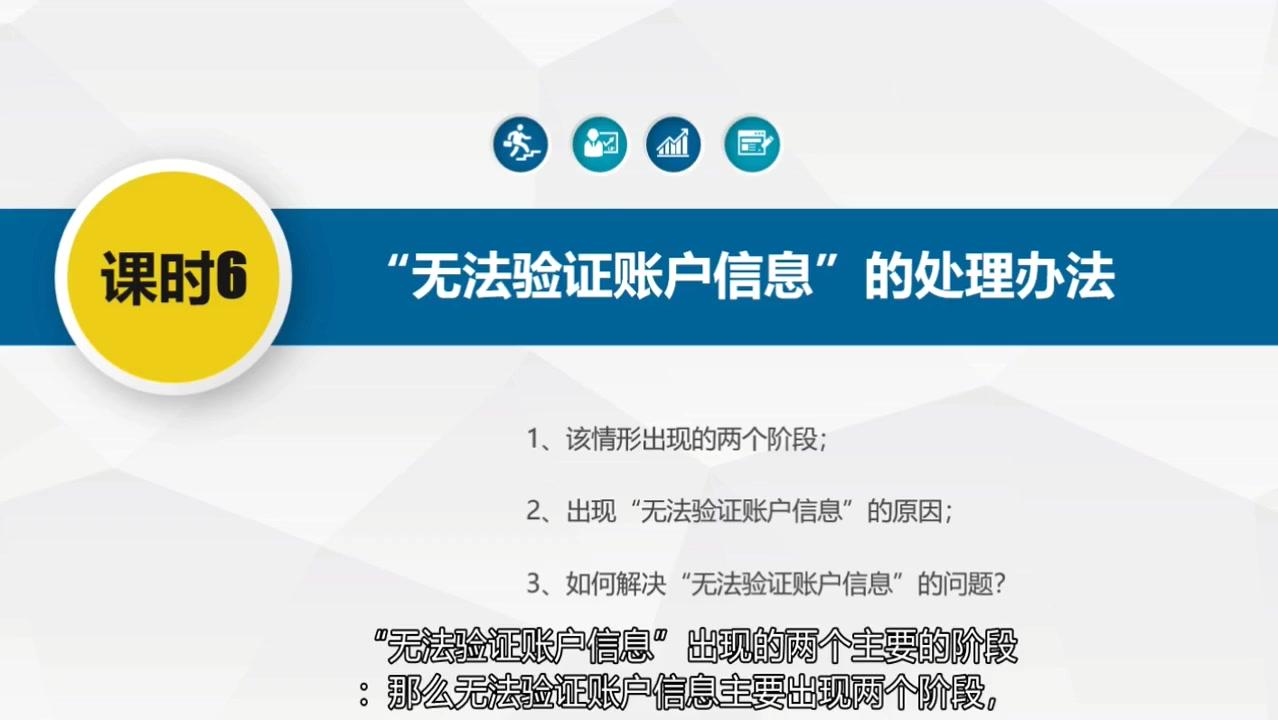 课时6
“无法验证账户信息”的处理办法
1、该情形出现的两个阶段；
2、出现“无法验证账户信息”的原因；
3、如何解决“无法验证账户信息”的问题？
“无法验证账户信息”出现的两个主要的阶段
：那么无法验证账户信息主要出现两个阶段，